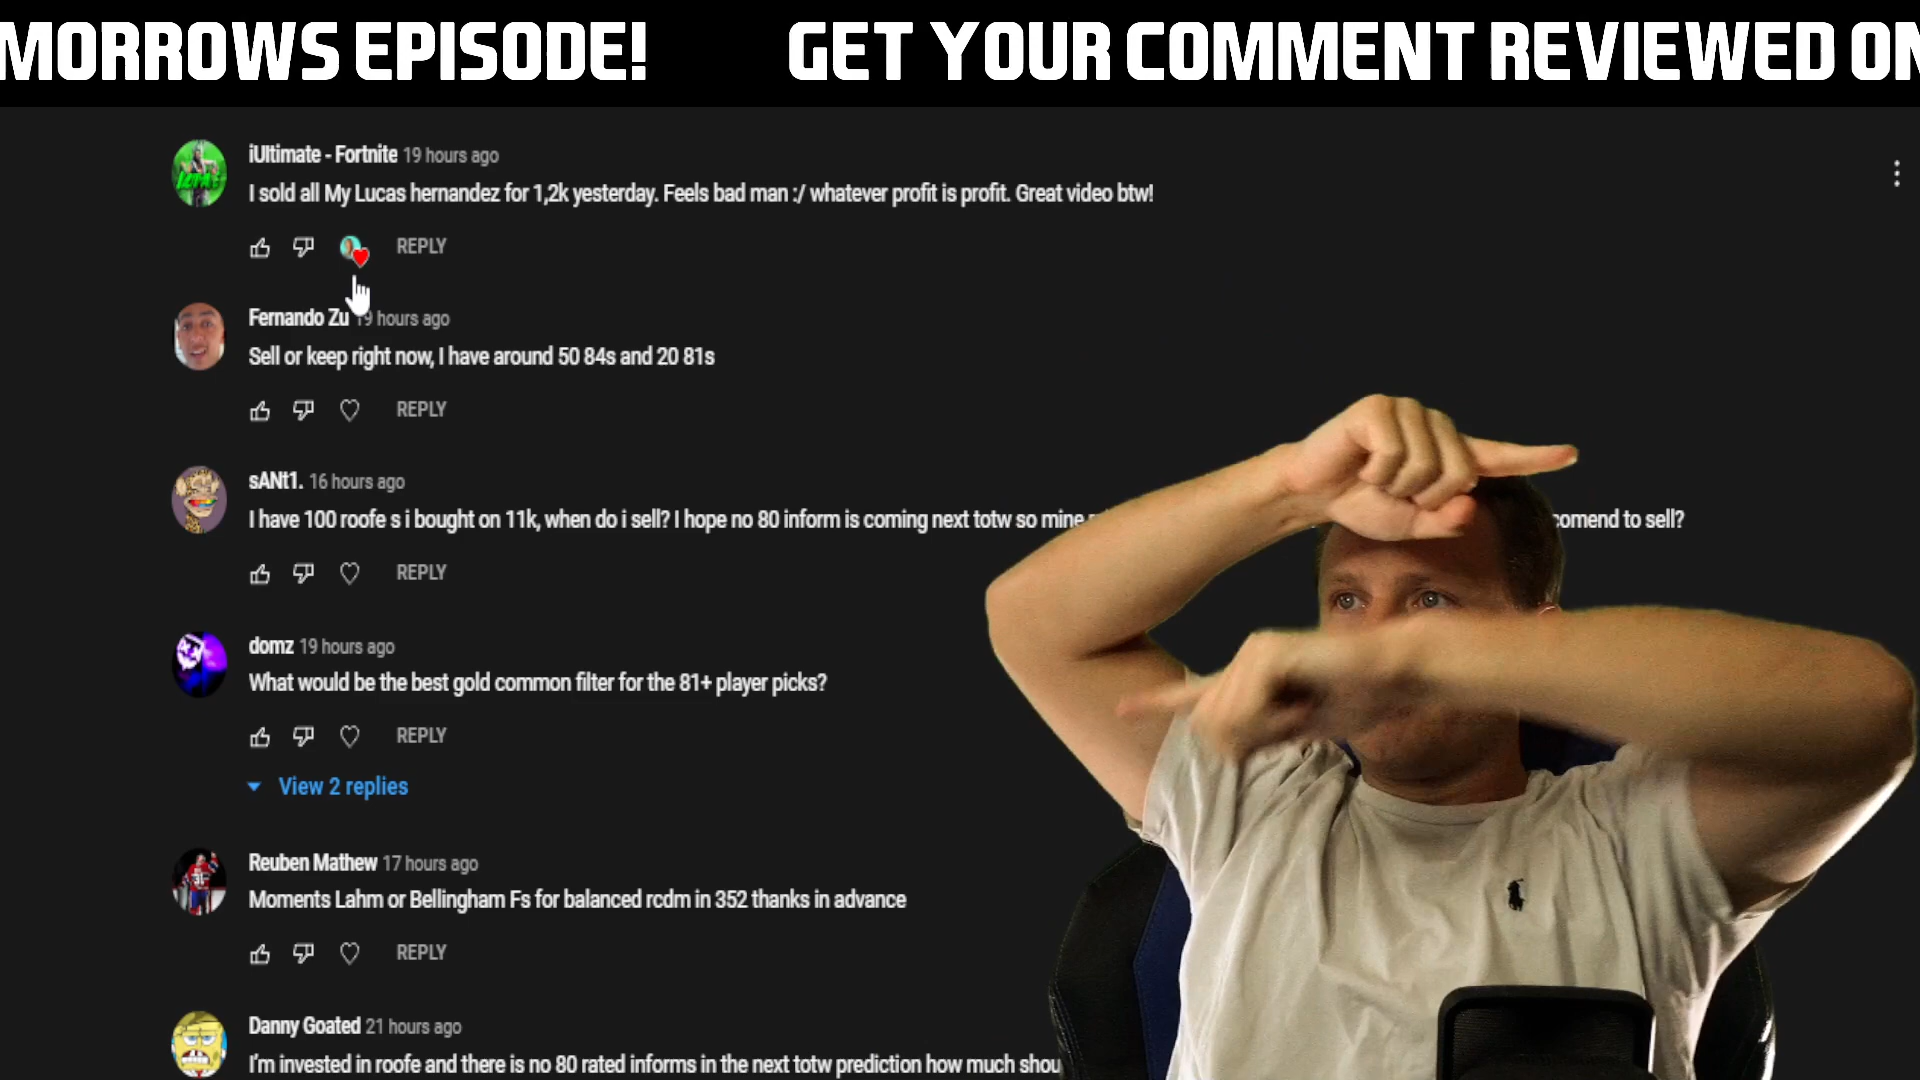 MORROWS EPISODE! GET YOUR COMMENT REVIEWED ON
iUltimate - Fortnite 19 hours ago
I sold all My Lucas hernandez for 1,2k yesterday. Feels bad man :/ whatever profit is profit. Great video btw!
REPLY
Fernando Zu 19 hours ago
Sell or keep right now, I have around 50 84s and 20 81s
REPLY
sANt1. 16 hours ago
I have 100 roofe s i bought on 11k, when do i sell? I hope no 80 inform is coming next totw so mine comend to sell?
REPLY
domz 19 hours ago
What would be the best gold common filter for the 81+ player picks?
REPLY
View 2 replies
Reuben Mathew 17 hours ago
Moments Lahm or Bellingham Fs for balanced rcdm in 352 thanks in advance
REPLY
Danny Goated 21 hours ago
I'm invested in roofe and there is no 80 rated informs in the next totw prediction how much shou